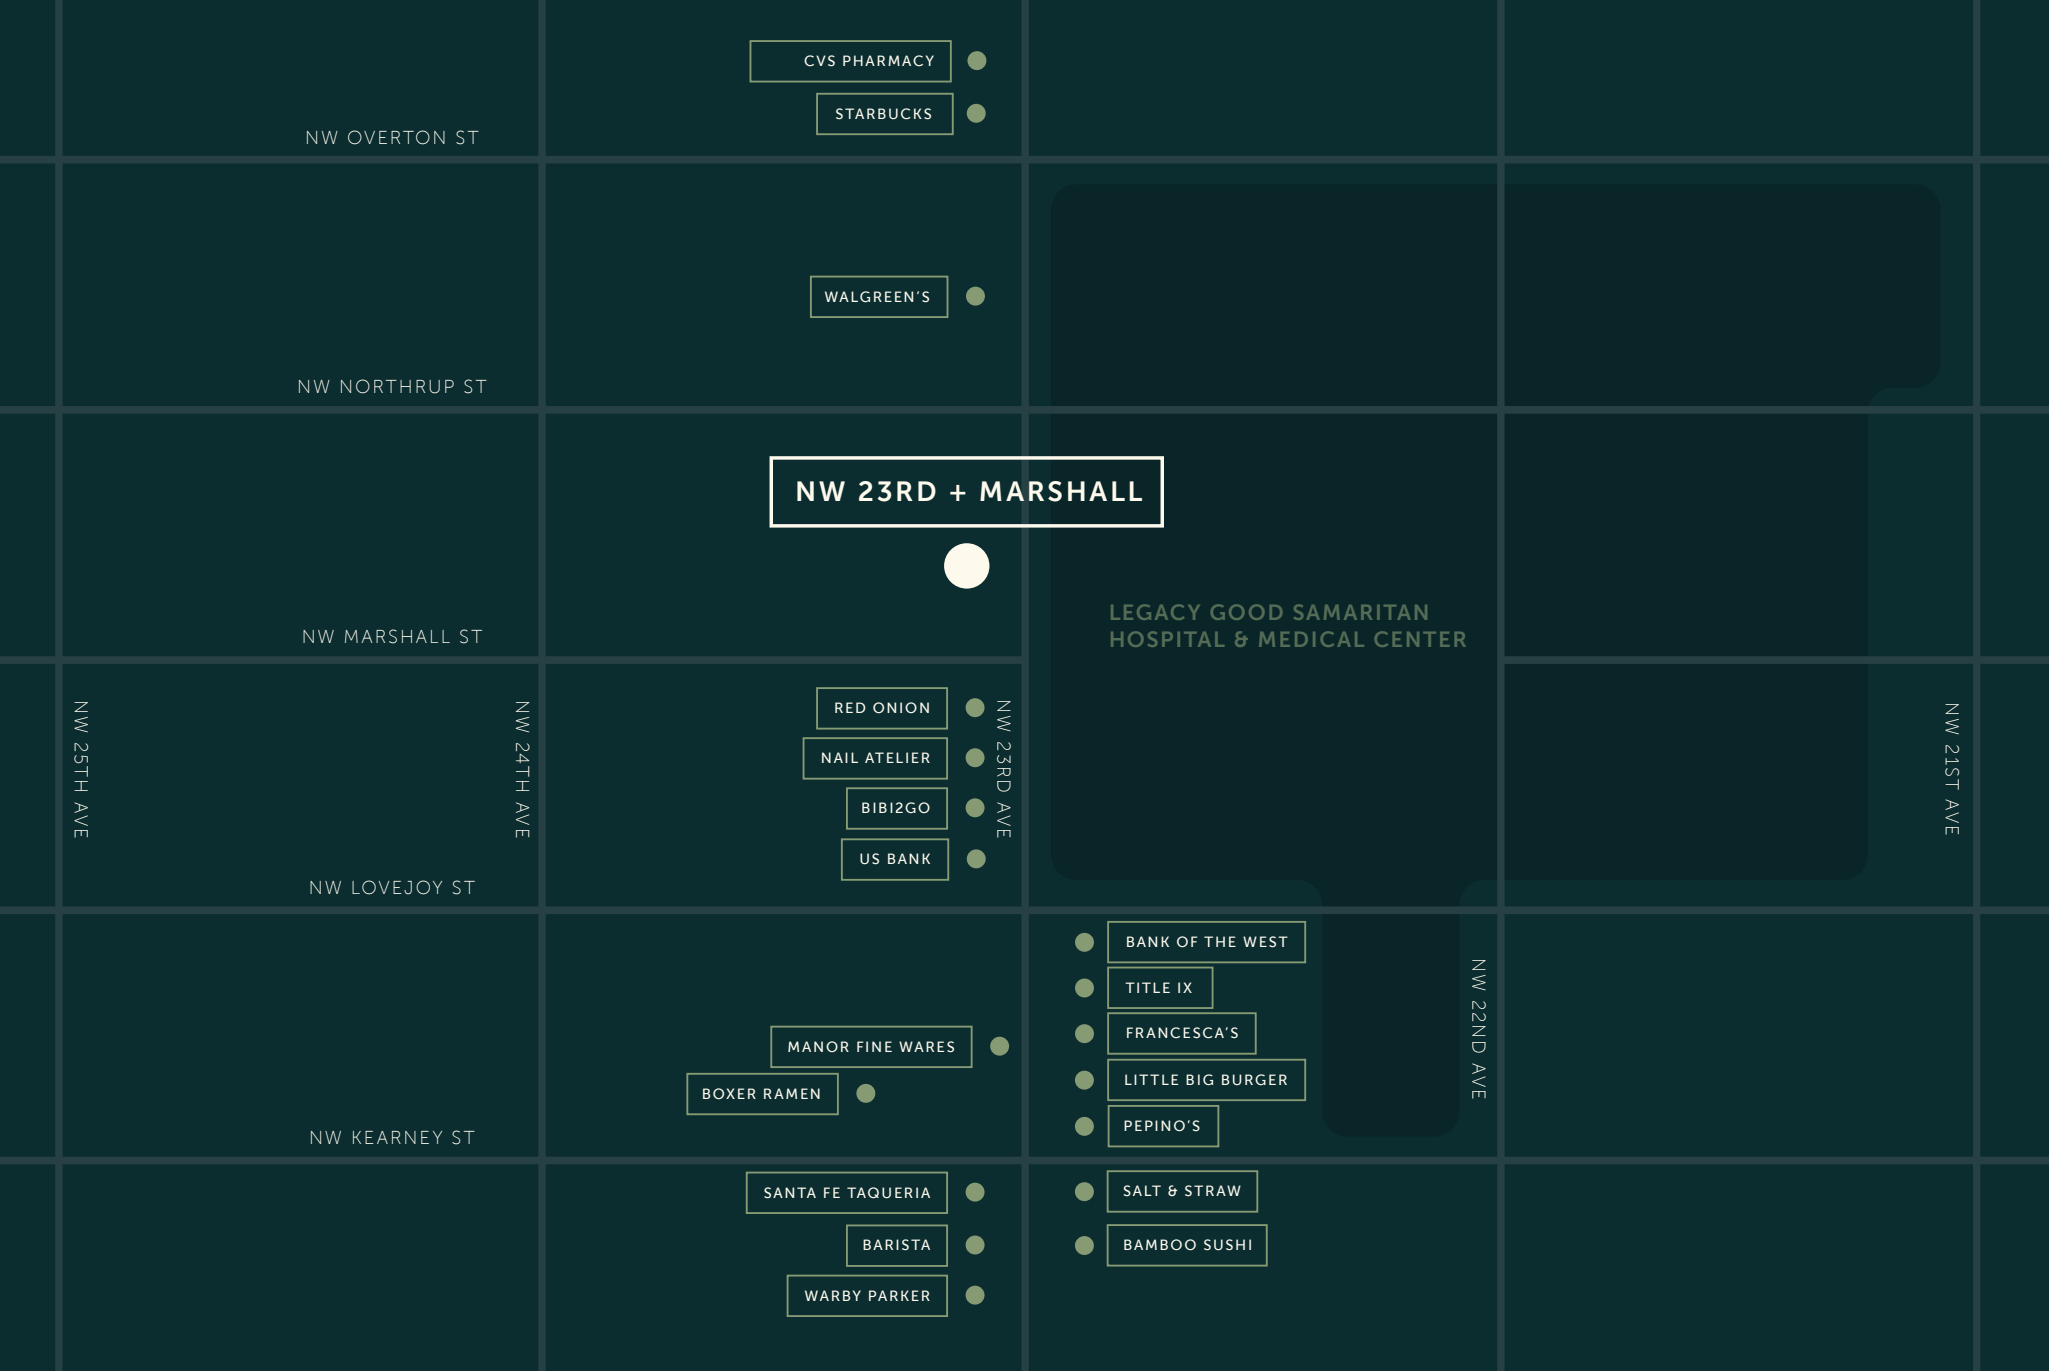 CVS PHARMACY
STARBUCKS
NW OVERTON ST
WALGREEN’S
NW NORTHRUP ST
NW 23RD + MARSHALL
LEGACY GOOD SAMARITAN
HOSPITAL & MEDICAL CENTER
NW MARSHALL ST
NW 25TH AVE
NW 24TH AVE
RED ONION
NAIL ATELIER
BIBI2GO
US BANK
NW 23RD AVE
NW 21ST AVE
NW LOVEJOY ST
BANK OF THE WEST
TITLE IX
FRANCESCA’S
LITTLE BIG BURGER
PEPINO’S
NW 22ND AVE
MANOR FINE WARES
BOXER RAMEN
NW KEARNEY ST
SANTA FE TAQUERIA
BARISTA
WARBY PARKER
SALT & STRAW
BAMBOO SUSHI